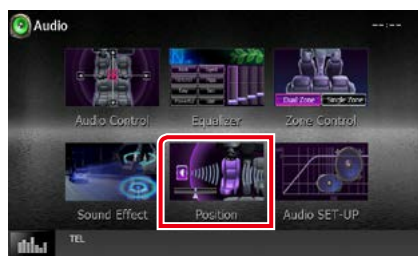 Audio
--:--
Dual Zone Single Zone
Audio Control Equalizer Zone Control
Sound Effect Position Audio SET-UP
TEL